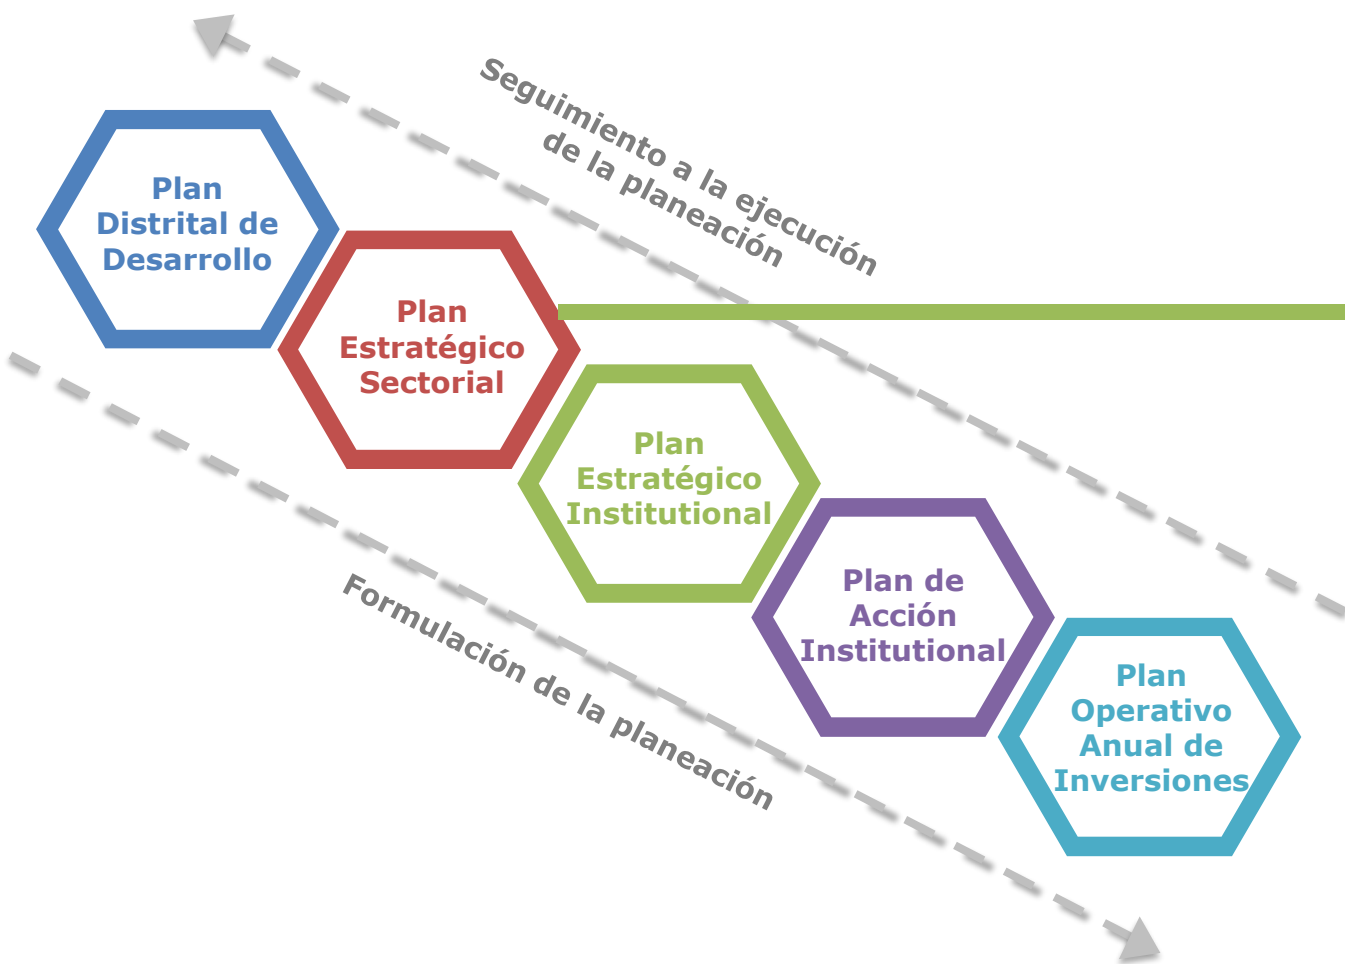 Seguimiento a la ejecución
de la planeación
Plan
Distrital de
Desarrollo
Plan
Estratégico
Sectorial
Plan
Estratégico
Institutional
Plan de
Acción
Institutional
Plan
Operativo
Anual de
Inversiones
Formulación de la planeación